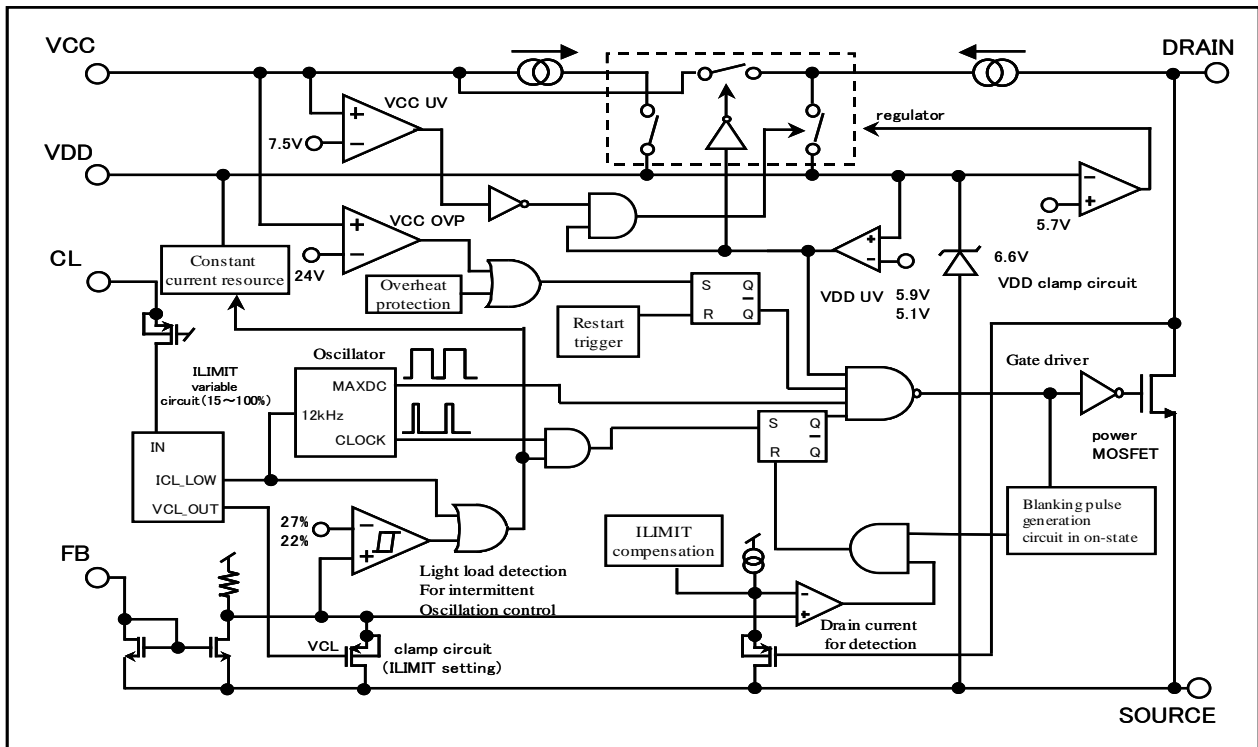 VCC
DRAIN
VCC UV
7.5V
regulator
VDD
VCC OVP
5.7V
24V
CL
Constant
current resource
Overheat
protection
S Q
R Q
VDD UV
5.9V
5.1V
6.6V
VDD clamp circuit
Restart
trigger
Oscillator
Gate driver
ILIMIT
variable
circuit(15～100%)
MAXDC
12kHz
CLOCK
S Q
R Q
power
MOSFET
IN
ICL_LOW
VCL_OUT
27%
22%
ILIMIT
compensation
Blanking pulse
generation
circuit in on-state
FB
Light load detection
For intermittent
Oscillation control
Drain current
for detection
VCL
clamp circuit
(ILIMIT setting)
SOURCE